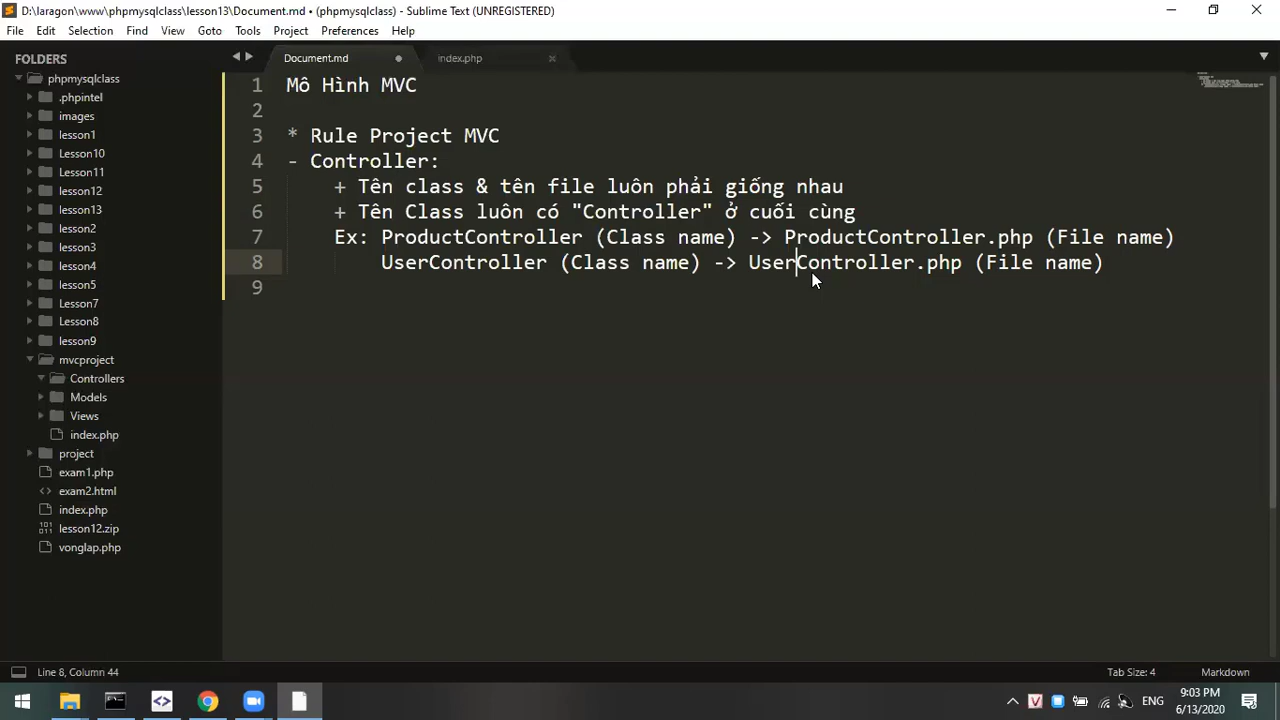 D:\laragon\www\phpmysqlclass\lesson13\Document.md • (phpmysqlclass) - Sublime Text (UNREGISTERED)
File Edit Selection Find View Goto Tools Project Preferences Help
FOLDERS
phpmysqlclass
.phpintel
images
lesson1
Lesson10
Lesson11
lesson12
lesson13
lesson2
lesson3
lesson4
lesson5
Lesson7
Lesson8
lesson9
mvcproject
Controllers
Models
Views
index.php
project
exam1.php
exam2.html
index.php
lesson12.zip
vonglap.php
Document.md index.php
1 Mô Hình MVC
2
3 * Rule Project MVC
4 - Controller:
5 + Tên class & tên file luôn phải giống nhau
6 + Tên Class luôn có "Controller" ở cuối cùng
7 Ex: ProductController (Class name) -> ProductController.php (File name)
8 UserController (Class name) -> UserController.php (File name)
9
Line 8, Column 44 Tab Size: 4 Markdown
ENG
9:03 PM
6/13/2020